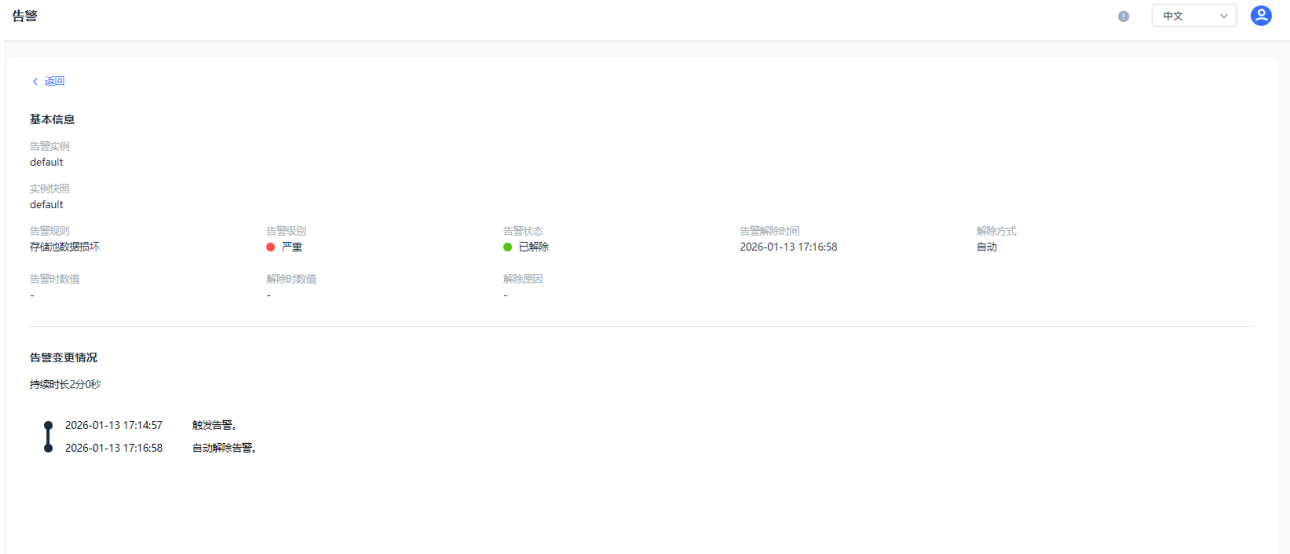 告警
中文
返回
基本信息
告警实例
default
实例快照
default
告警规则 告警级别 告警状态 告警解除时间 解除方式
存储池数据损坏 严重 已解除 2026-01-13 17:16:58 自动
告警时数值 解除时数值 解除原因
- - -
告警变更情况
持续时长2分0秒
2026-01-13 17:14:57 触发告警。
2026-01-13 17:16:58 自动解除告警。